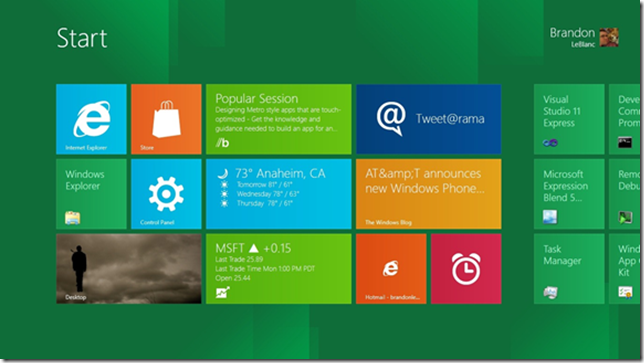 Start
Brandon
LeBlanc
Internet Explorer
Store
Popular Session
Designing Metro style apps that are touch-
optimized - Get the knowledge and
guidance needed to build an app for an...
//b
Tweet@rama
Windows
Explorer
Control Panel
73° Anaheim, CA
Tomorrow 81° / 61°
Wednesday 78° / 63°
Thursday 78° / 61°
AT&amp;T announces
new Windows Phone...
The Windows Blog
Desktop
MSFT ▲ +0.15
Last Trade 25.89
Last Trade Time Mon 1:00 PM PDT
Open 25.44
Hotmail - brandonle...
Visual
Studio 11
Express
Microsoft
Expression
Blend 5...
Task
Manager
Deve
Com
Pron
Rem
Debu
Wind
App C
Kit